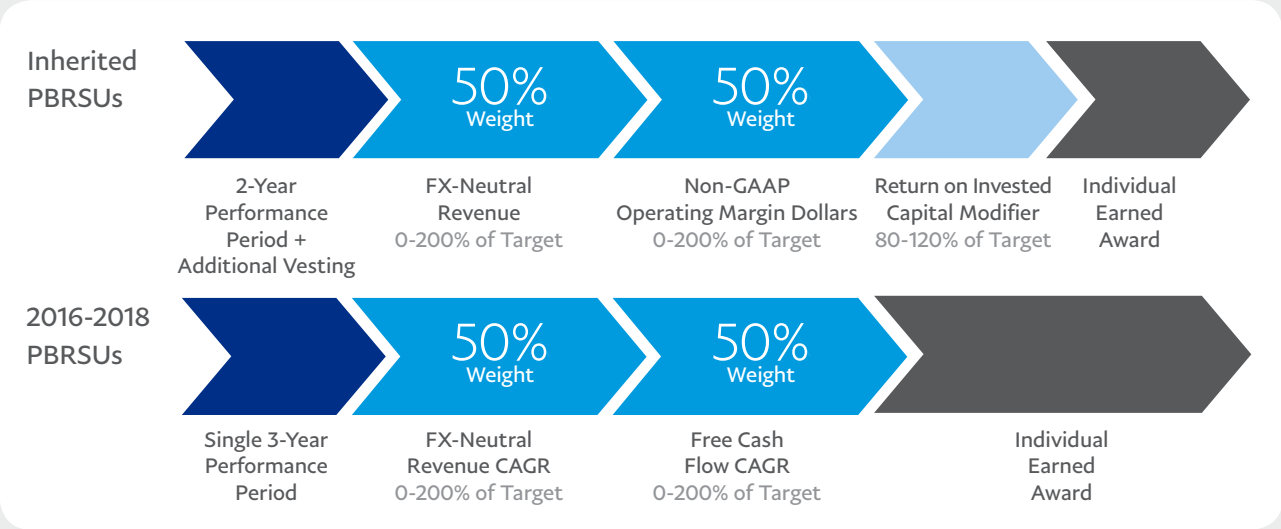 Inherited
PBRSUs
50%
Weight
50%
Weight
2-Year
Performance
Period +
Additional Vesting
FX-Neutral
Revenue
0-200% of Target
Non-GAAP
Operating Margin Dollars
0-200% of Target
Return on Invested
Capital Modifier
80-120% of Target
Individual
Earned
Award
2016-2018
PBRSUs
50%
Weight
50%
Weight
Single 3-Year
Performance
Period
FX-Neutral
Revenue CAGR
0-200% of Target
Free Cash
Flow CAGR
0-200% of Target
Individual
Earned
Award